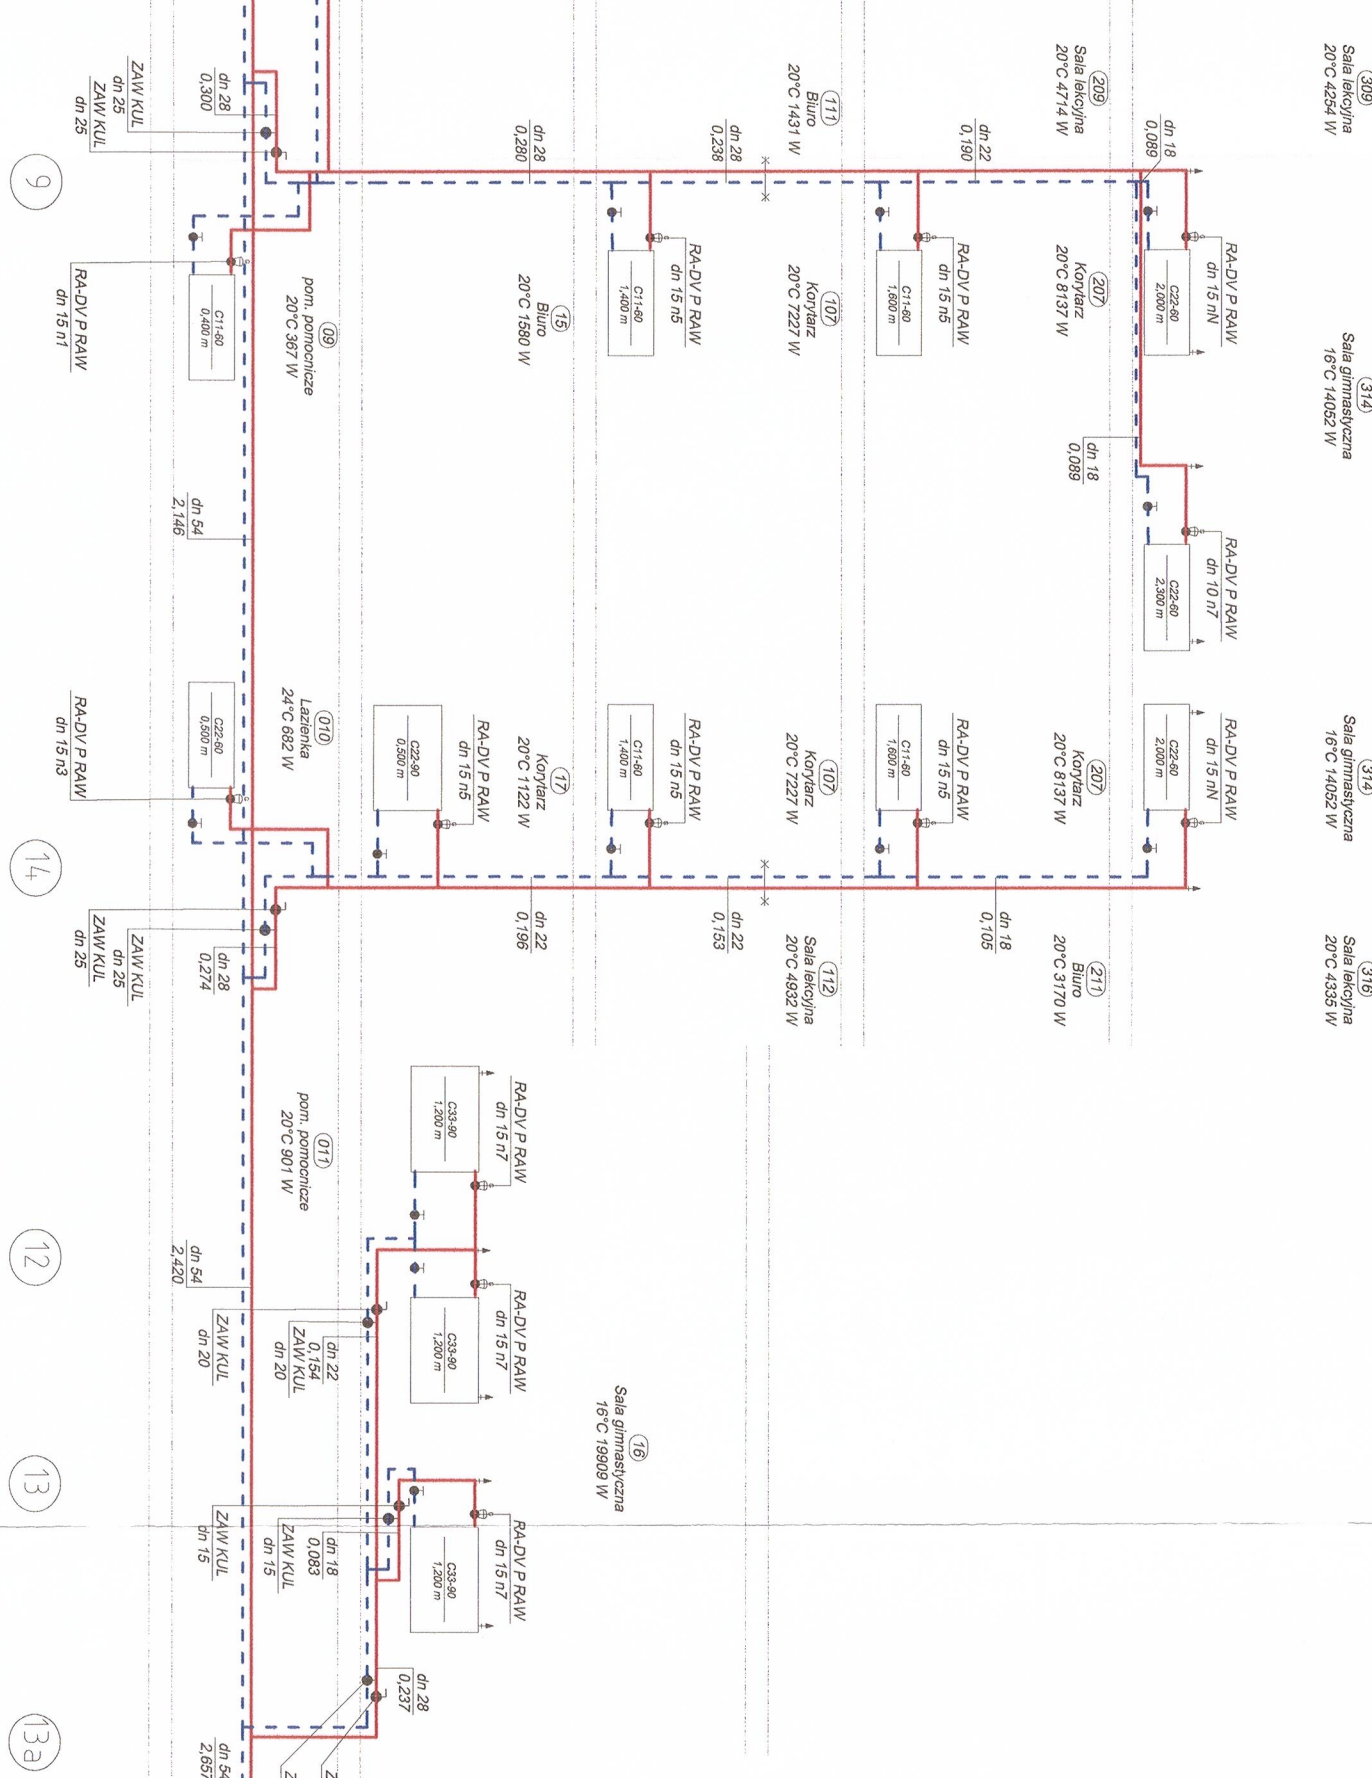 309
Sala lekcyjna
20°C 4254 W
314
Sala gimnastyczna
16°C 14052 W
314
Sala gimnastyczna
16°C 14052 W
316
Sala lekcyjna
20°C 4335 W
RA-DV P RAW
dn 15 nN
C22-60
2,000 m
RA-DV P RAW
dn 10 n7
C22-60
2,300 m
RA-DV P RAW
dn 15 nN
C22-60
2,000 m
dn 18
0,089
dn 18
0,089
209
Sala lekcyjna
20°C 4714 W
207
Korytarz
20°C 8137 W
207
Korytarz
20°C 8137 W
211
Biuro
20°C 3170 W
dn 22
0,190
dn 18
0,105
RA-DV P RAW
dn 15 n5
C11-60
1,600 m
RA-DV P RAW
dn 15 n5
C11-60
1,600 m
111
Biuro
20°C 1431 W
107
Korytarz
20°C 7227 W
107
Korytarz
20°C 7227 W
112
Sala lekcyjna
20°C 4932 W
dn 28
0,238
dn 22
0,153
RA-DV P RAW
dn 15 n5
C11-60
1,400 m
RA-DV P RAW
dn 15 n5
C11-60
1,400 m
16
Sala gimnastyczna
16°C 19909 W
15
Biuro
20°C 1580 W
17
Korytarz
20°C 1122 W
dn 28
0,280
dn 22
0,196
RA-DV P RAW
dn 15 n5
C22-90
0,500 m
RA-DV P RAW
dn 15 n7
C33-90
1,200 m
RA-DV P RAW
dn 15 n7
C33-90
1,200 m
RA-DV P RAW
dn 15 n7
C33-90
1,200 m
dn 28
0,237
09
pom. pomocnicze
20°C 367 W
010
Lazienka
24°C 682 W
011
pom. pomocnicze
20°C 901 W
dn 22
0,154
ZAW KUL
dn 20
dn 18
0,083
ZAW KUL
dn 15
dn 28
0,300
C11-60
0,400 m
dn 54
2,146
C22-60
0,500 m
dn 28
0,274
dn 54
2,420
ZAW KUL
dn 20
ZAW KUL
dn 15
dn 54
2,657
ZAW KUL
dn 25
ZAW KUL
dn 25
RA-DV P RAW
dn 15 n1
RA-DV P RAW
dn 15 n3
ZAW KUL
dn 25
ZAW KUL
dn 25
9
14
12
13
13a